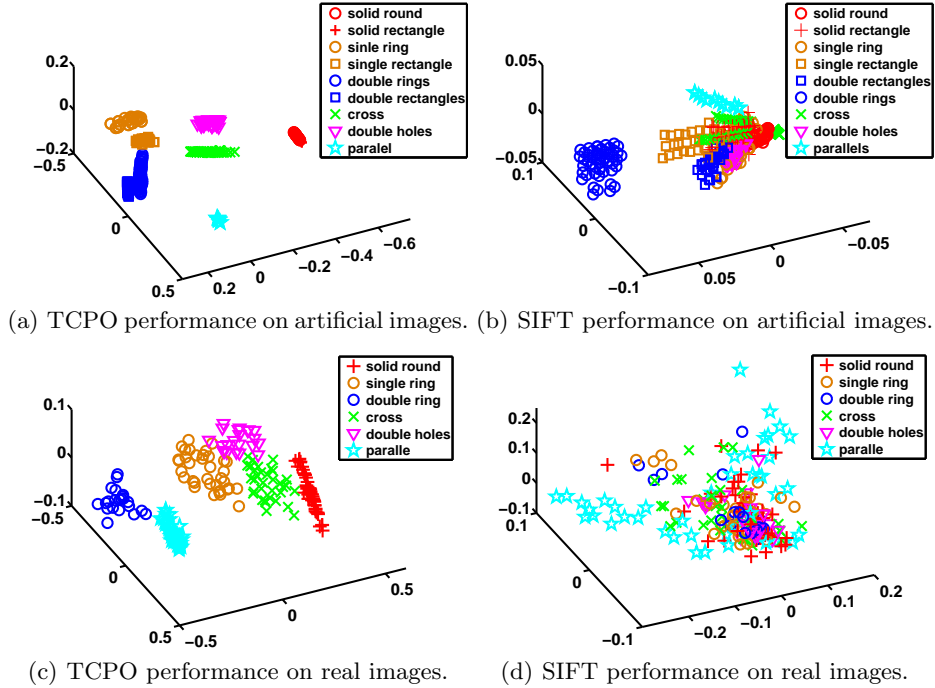 solid round
solid rectangle
sinle ring
single rectangle
double rings
double rectangles
cross
double holes
paralel
0.2
0
−0.2
−0.5
0
0.5
0.2
0
−0.2
−0.4
−0.6
solid round
solid rectangle
single ring
single rectangle
double rectangles
double rings
cross
double holes
parallels
0.05
0
−0.05
0.1
0
−0.1
0.05
0
−0.05
(a) TCPO performance on artificial images.
(b) SIFT performance on artificial images.
solid round
single ring
double ring
cross
double holes
paralle
0.1
0
−0.1
−0.5
0
0.5
−0.5
0
0.5
solid round
single ring
double ring
cross
double holes
paralle
0.2
0.1
0
−0.1
0.1
0
−0.1
−0.2
−0.1
0
0.1
0.2
(c) TCPO performance on real images.
(d) SIFT performance on real images.